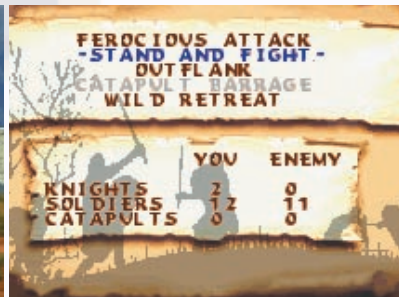 FEROCIOUS ATTACK
-STAND AND FIGHT-
OUTFLANK
CATAPULT BARRAGE
WILD RETREAT
YOU ENEMY
KNIGHTS 2 0
SOLDIERS 12 11
CATAPULTS 0 0